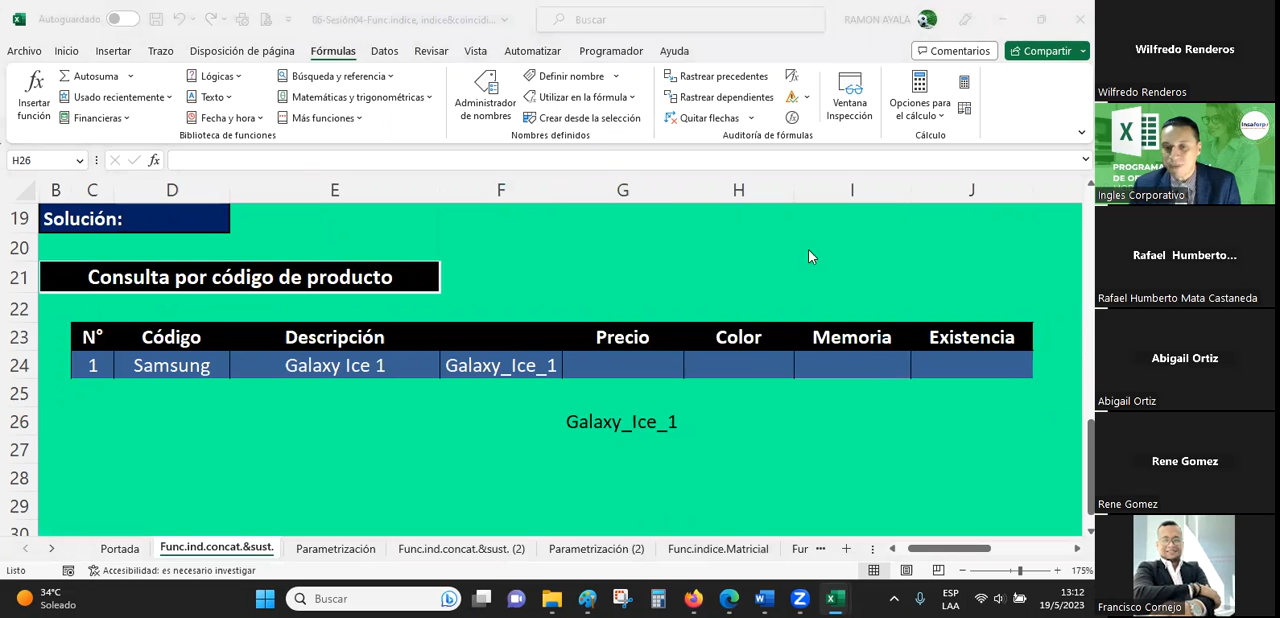 Autoguardado
06-Sesión04-Func.indice, indice&coincidi...
Buscar
RAMON AYALA
Archivo Inicio Insertar Trazo Disposición de página Fórmulas Datos Revisar Vista Automatizar Programador Ayuda
Comentarios
Compartir
Insertar función
Autosuma
Usado recientemente
Financieras
Lógicas
Texto
Fecha y hora
Búsqueda y referencia
Matemáticas y trigonométricas
Más funciones
Biblioteca de funciones
Administrador de nombres
Definir nombre
Utilizar en la fórmula
Crear desde la selección
Nombres definidos
Rastrear precedentes
Rastrear dependientes
Quitar flechas
Auditoría de fórmulas
Ventana Inspección
Opciones para el cálculo
Cálculo
H26
fx
B C D E F G H I J
19 Solución:
20
21 Consulta por código de producto
22
23 N° Código Descripción Precio Color Memoria Existencia
24 1 Samsung Galaxy Ice 1 Galaxy_Ice_1
25
26 Galaxy_Ice_1
27
28
29
30
Portada Func.ind.concat.&sust. Parametrización Func.ind.concat.&sust. (2) Parametrización (2) Func.indice.Matricial Fur ...
Listo
Accesibilidad: es necesario investigar
175%
34°C
Soleado
Buscar
ESP
LAA
13:12
19/5/2023
Wilfredo Renderos
Wilfredo Renderos
InsaForp
PROGRAMA
DE OF
Ingles Corporativo
Rafael Humberto...
Rafael Humberto Mata Castaneda
Abigail Ortiz
Abigail Ortiz
Rene Gomez
Rene Gomez
Francisco Cornejo